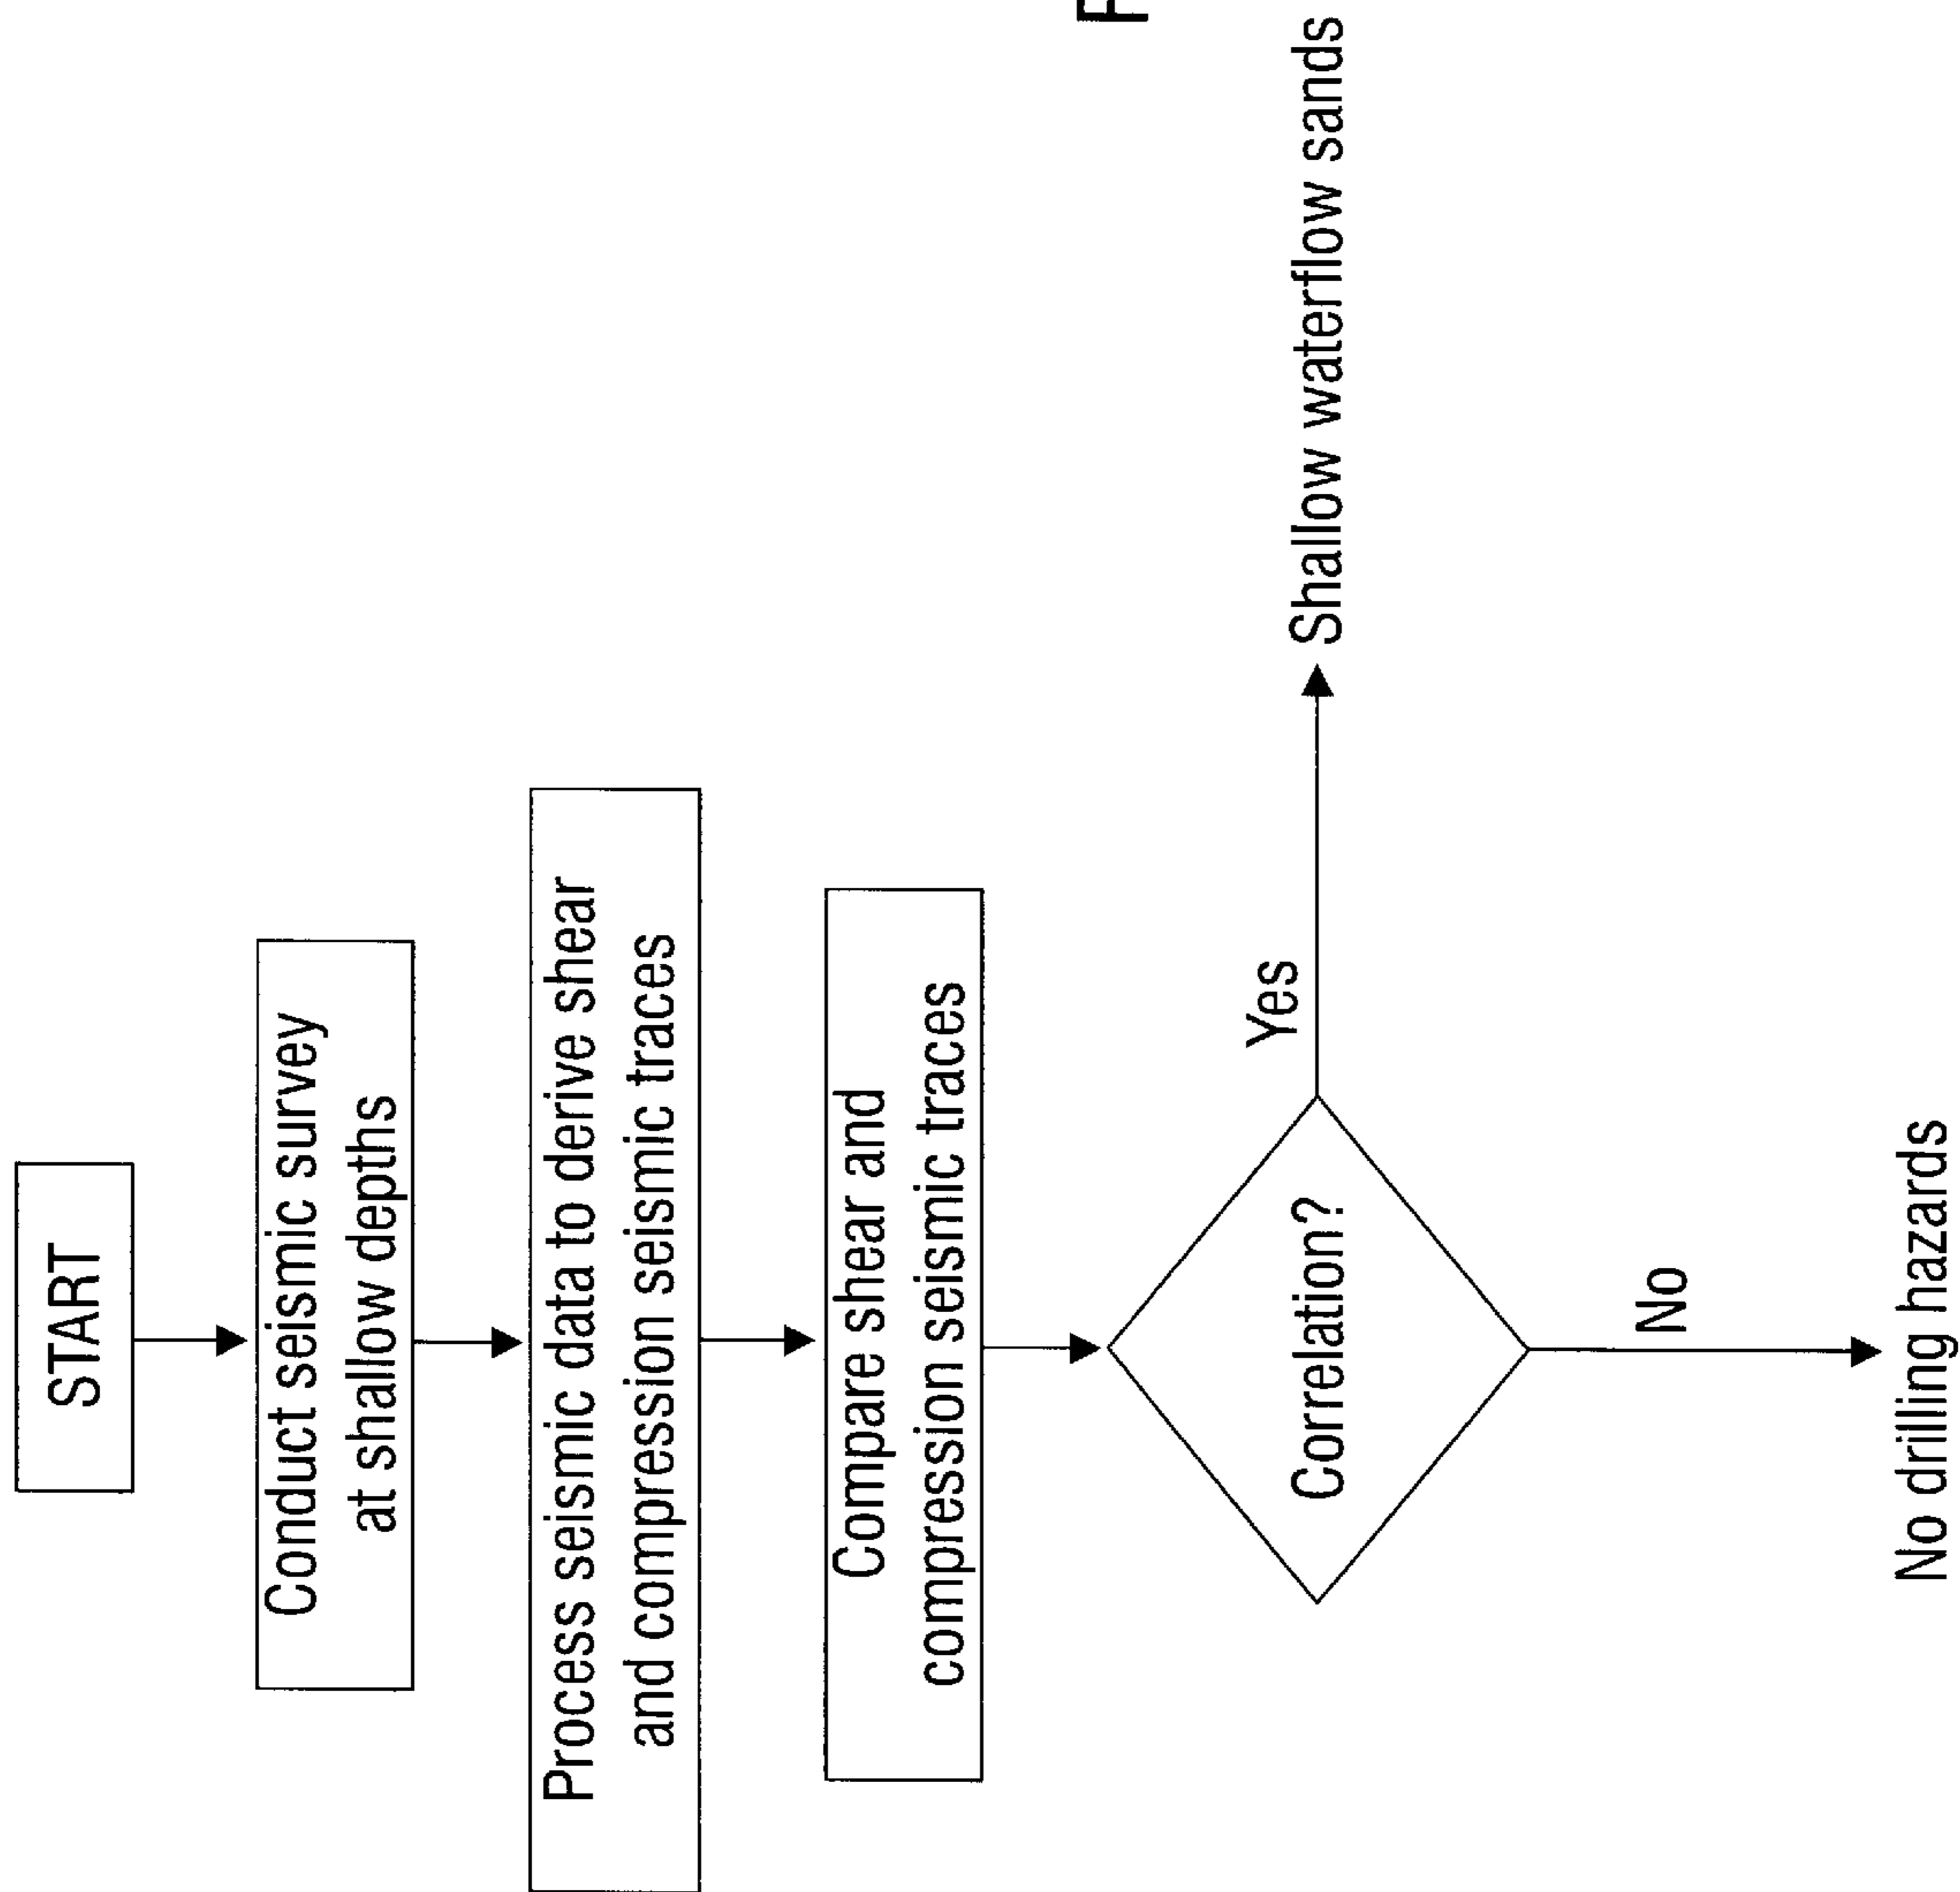 START
Conduct seismic survey
at shallow depths
Process seismic data to derive shear
and compression seismic traces
Compare shear and
compression seismic traces
Correlation?
Yes
Shallow waterflow sands
No
No drilling hazards